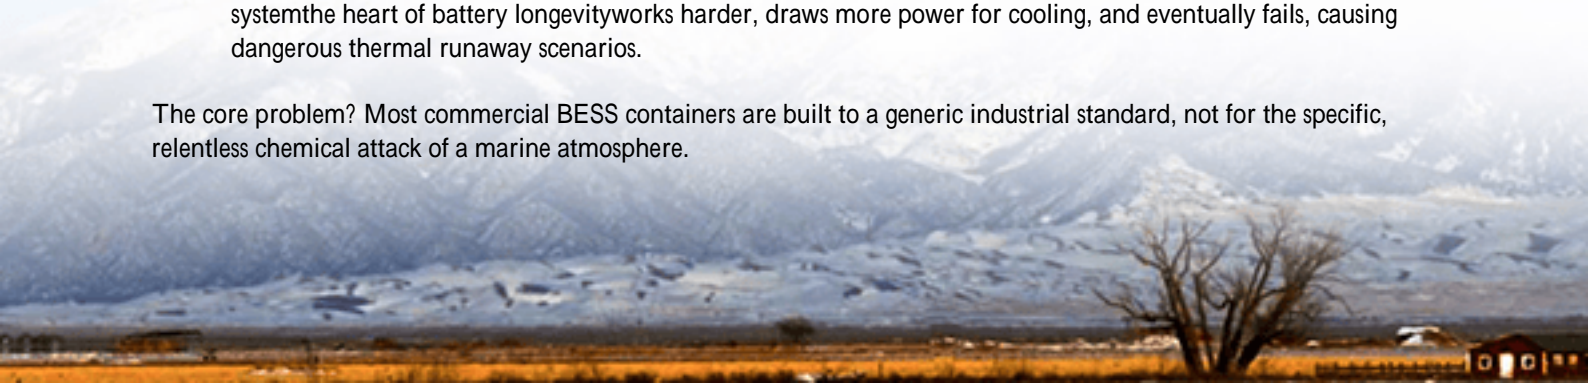 systemthe heart of battery longevityworks harder, draws more power for cooling, and eventually fails, causing
dangerous thermal runaway scenarios.
The core problem? Most commercial BESS containers are built to a generic industrial standard, not for the specific,
relentless chemical attack of a marine atmosphere.